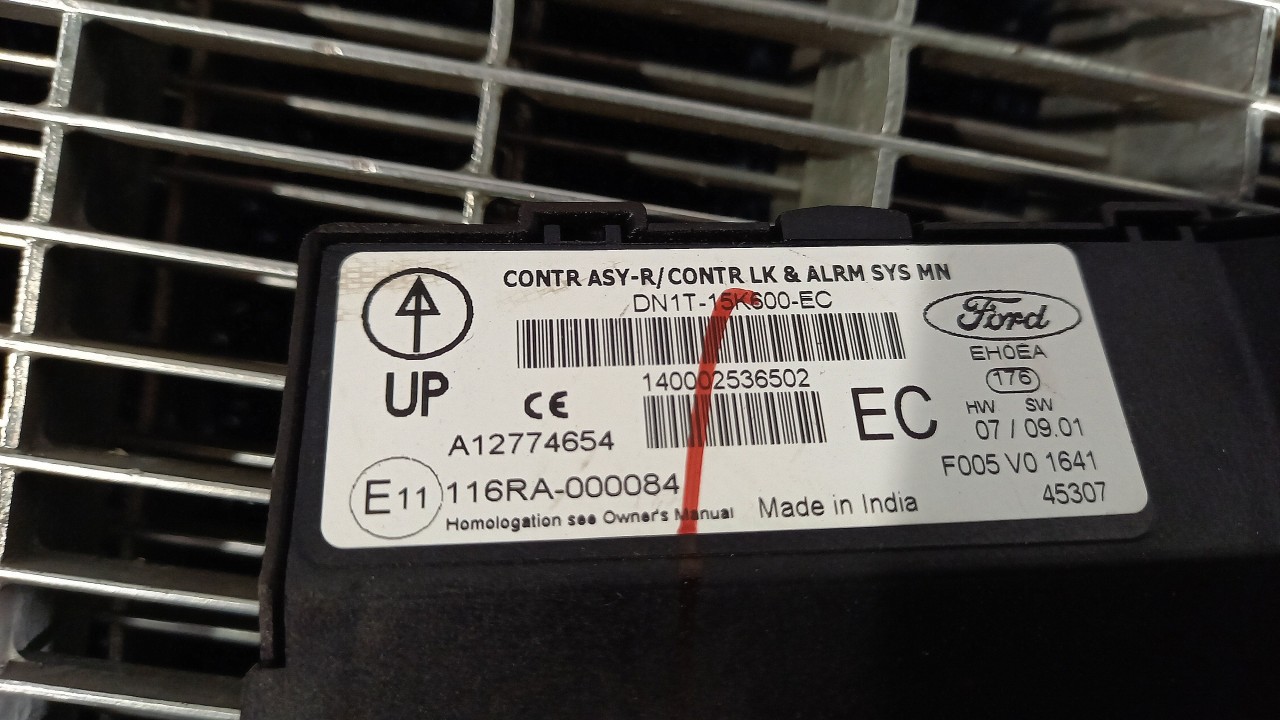 CONTR ASY-R/CONTR LK & ALRM SYS MN
DN1T-15K600-EC
Ford
EH0EA
UP
CE
140002536502
EC
176
HW SW
07 / 09.01
A12774654
F005 V0 1641
E11
116RA-000084
45307
Homologation see Owner's Manual
Made in India